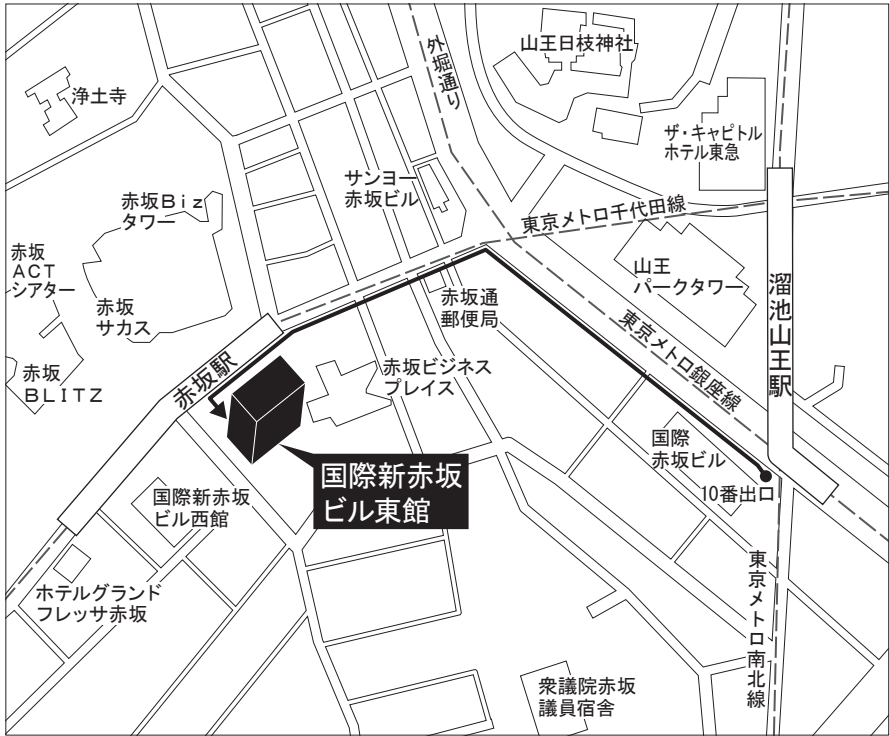 浄土寺
外堀通り
山王日枝神社
ザ・キャピトル
ホテル東急
サンヨー
赤坂ビル
赤坂Biz
タワー
東京メトロ千代田線
赤坂
ACT
シアター
赤坂
サカス
山王
パークタワー
溜池山王駅
赤坂通
郵便局
東京メトロ銀座線
赤坂
BLITZ
赤坂駅
赤坂ビジネス
プレイス
国際
赤坂ビル
国際新赤坂
ビル東館
10番出口
国際新赤坂
ビル西館
ホテルグランド
フレッサ赤坂
東京メトロ南北線
衆議院赤坂
議員宿舎